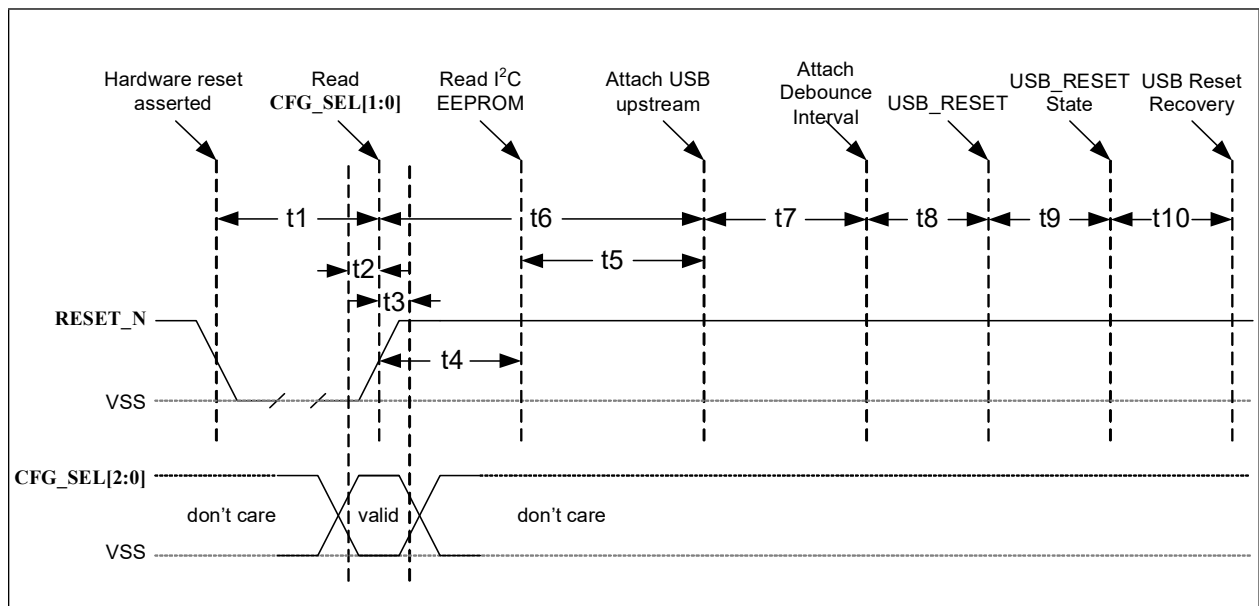 Hardware reset
asserted
Read
CFG_SEL[1:0]
Read I²C
EEPROM
Attach USB
upstream
Attach
Debounce
Interval
USB_RESET
USB_RESET
State
USB Reset
Recovery
t1
t6
t7
t8
t9
t10
t2
t5
t3
RESET_N
t4
VSS
CFG_SEL[2:0]
don't care
valid
don't care
VSS